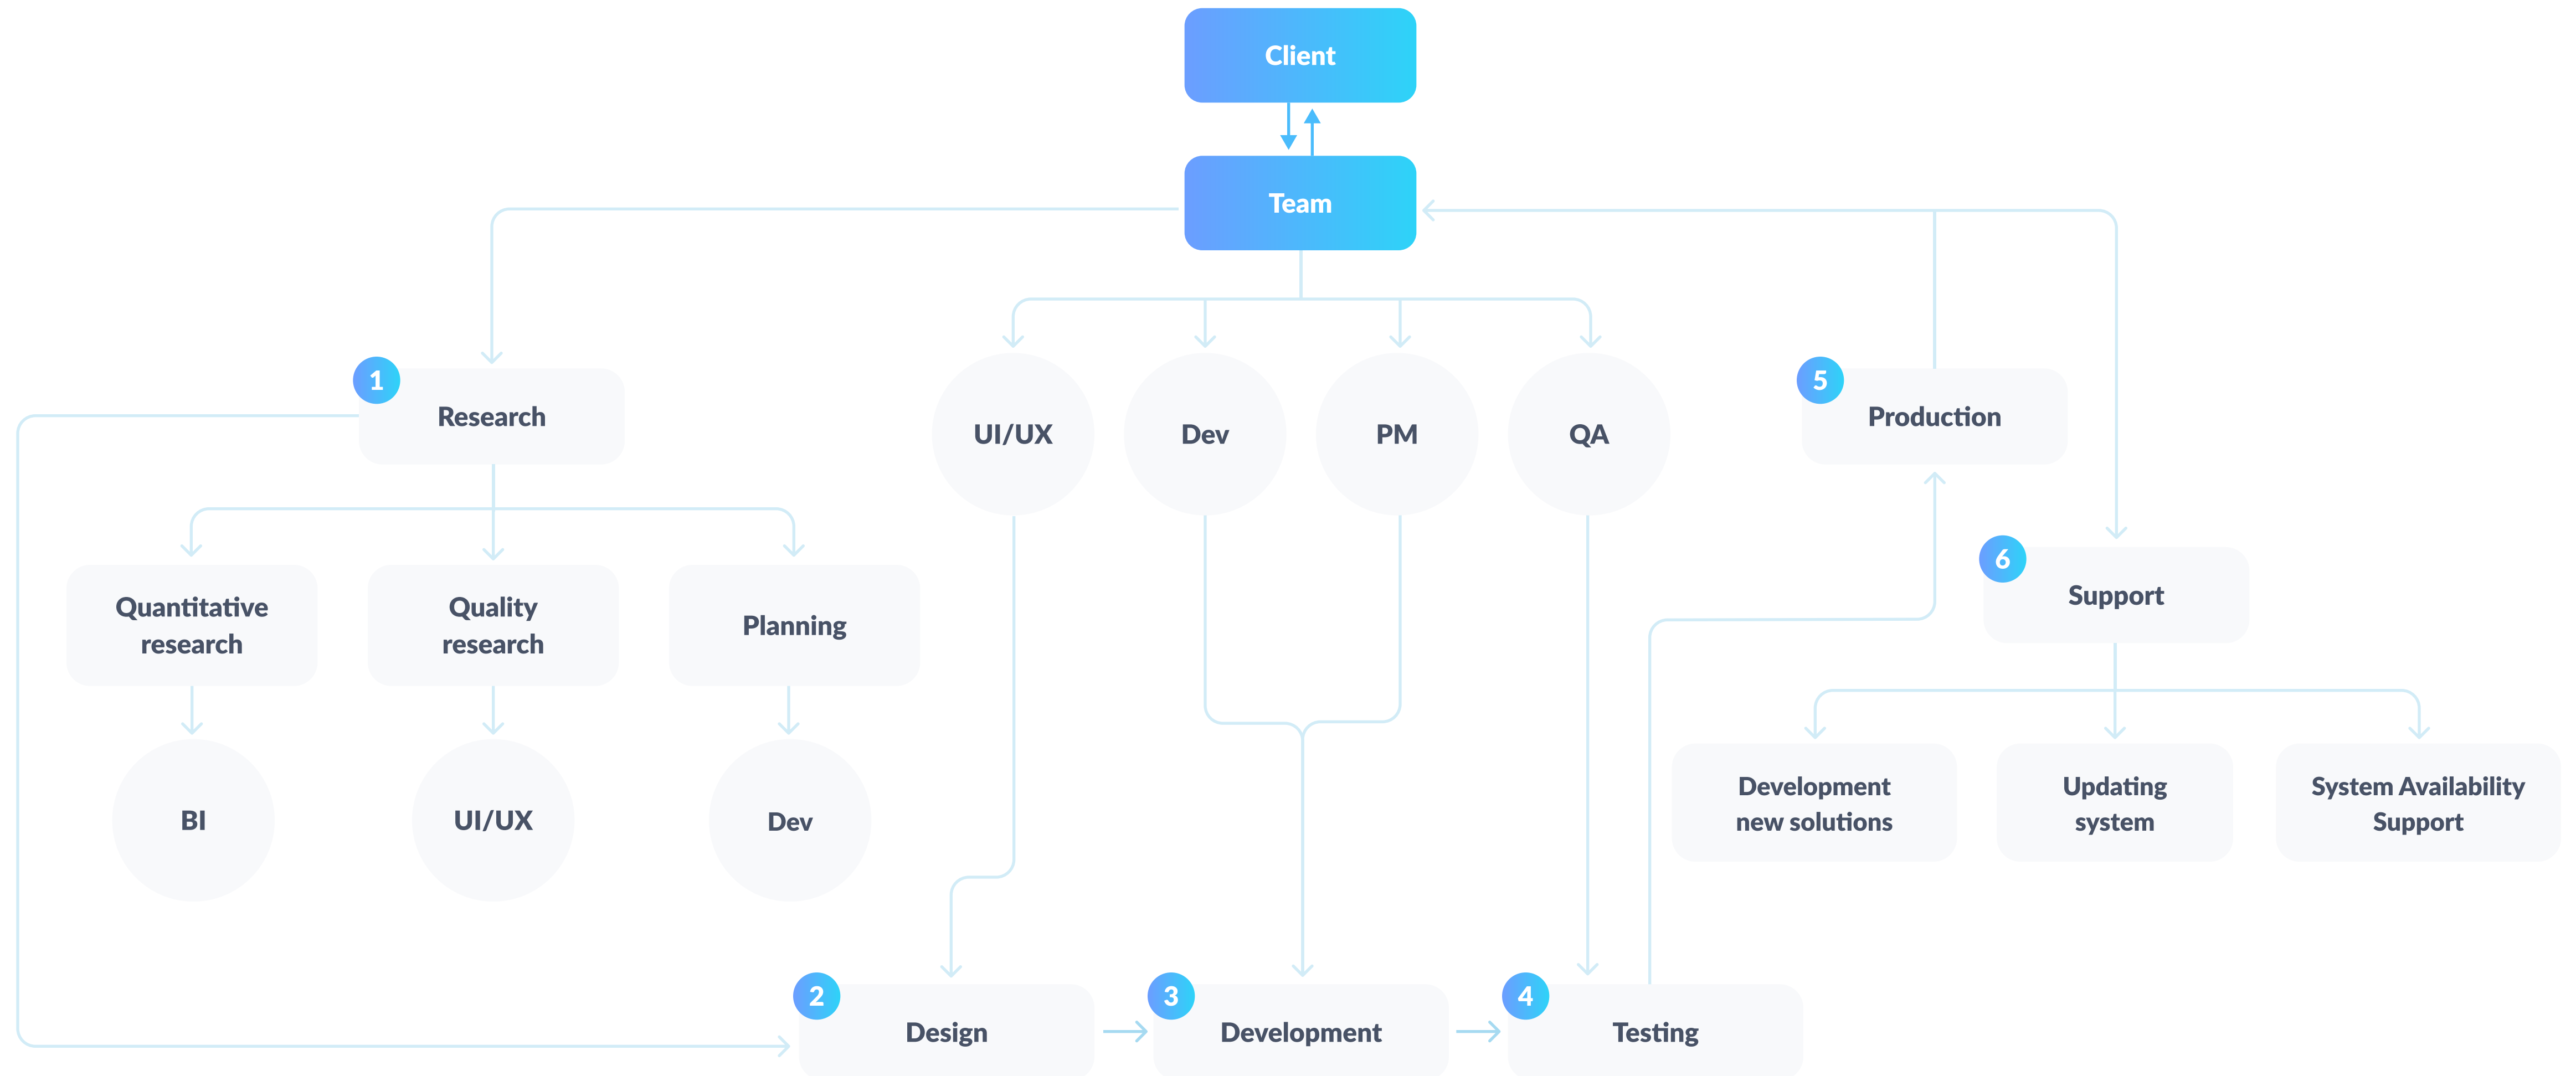 Client
Team
1
Research
UI/UX
Dev
PM
QA
5
Production
6
Support
Quantitative
research
Quality
research
Planning
BI
UI/UX
Dev
Development
new solutions
Updating
system
System Availability
Support
2
Design
3
Development
4
Testing